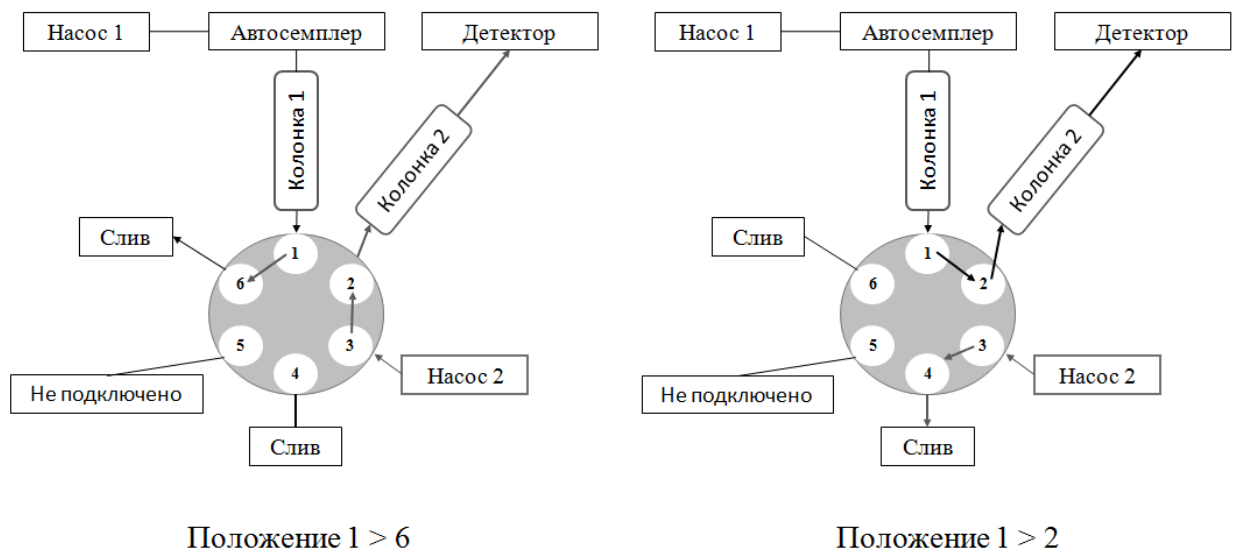 Насос 1
Автосемплер
Детектор
Колонка 1
Колонка 2
Слив
1
2
3
4
5
6
Не подключено
Насос 2
Слив
Положение 1 > 6
Насос 1
Автосемплер
Детектор
Колонка 1
Колонка 2
Слив
1
2
3
4
5
6
Не подключено
Насос 2
Слив
Положение 1 > 2